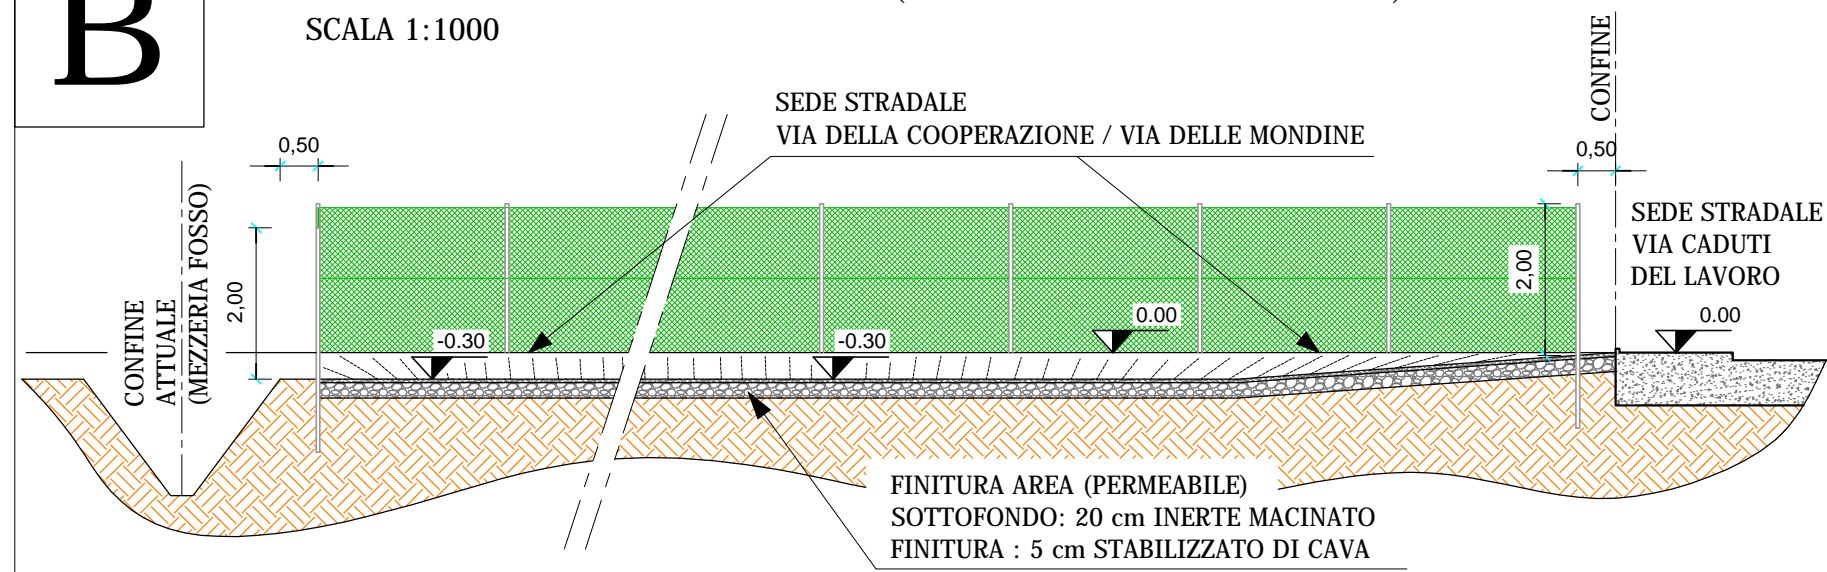 B
SCALA 1:1000
SEDE STRADALE
VIA DELLA COOPERAZIONE / VIA DELLE MONDINE
CONFINE
0,50
0,50
SEDE STRADALE
VIA CADUTI
DEL LAVORO
CONFINE
ATTUALE
(MEZZERIA FOSSO)
2,00
2,00
-0.30
-0.30
0.00
0.00
FINITURA AREA (PERMEABILE)
SOTTOFONDO: 20 cm INERTE MACINATO
FINITURA : 5 cm STABILIZZATO DI CAVA